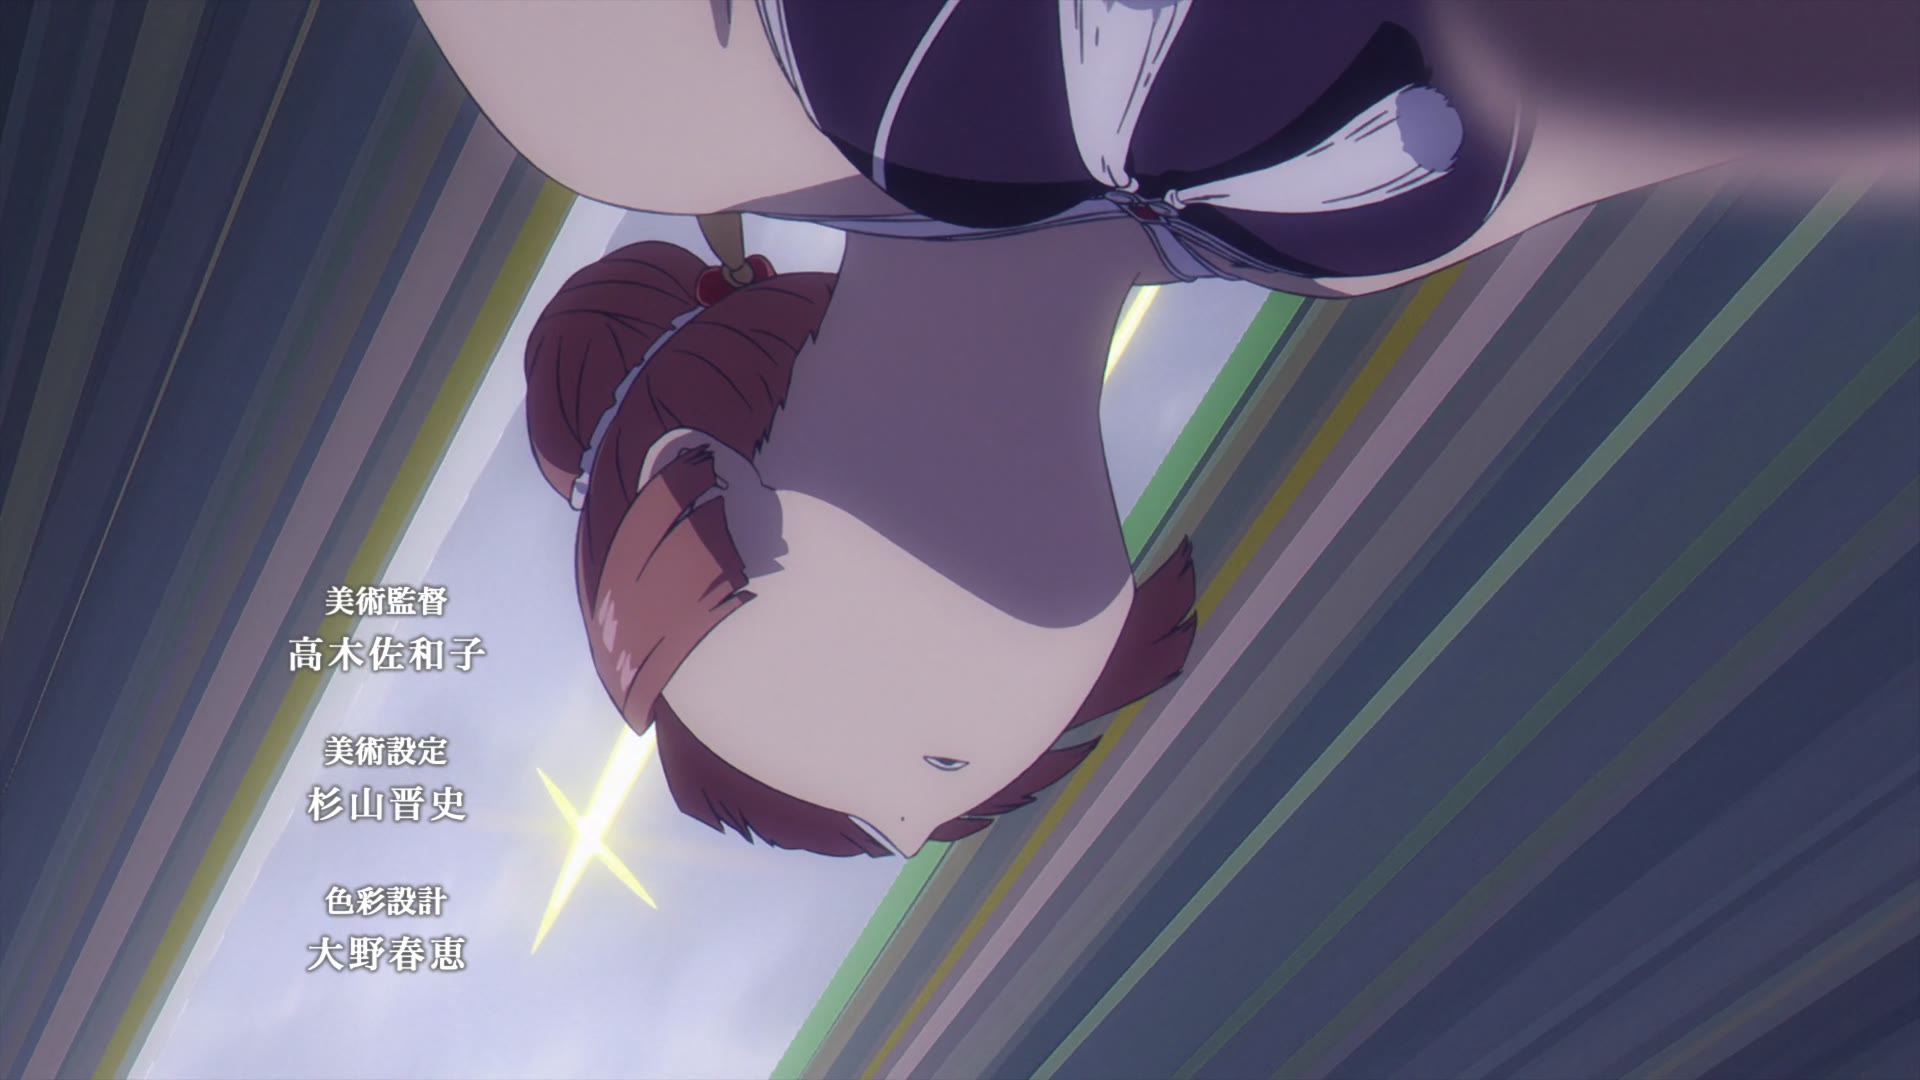 美術監督
高木佐和子
美術設定
杉山晋史
色彩設計
大野春恵